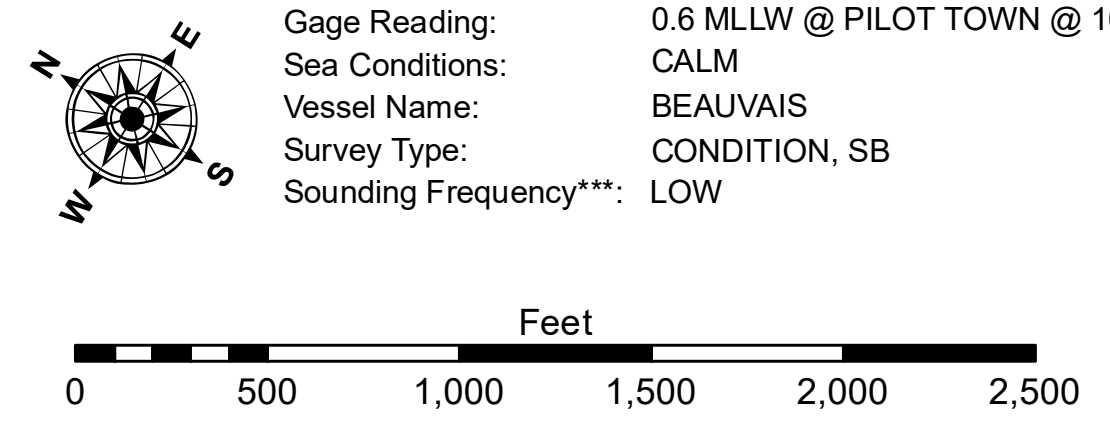 N E
S
W
Gage Reading: 0.6 MLLW @ PILOT TOWN @
Sea Conditions: CALM
Vessel Name: BEAUVAIS
Survey Type: CONDITION, SB
Sounding Frequency***: LOW
Feet
0 500 1,000 1,500 2,000 2,500